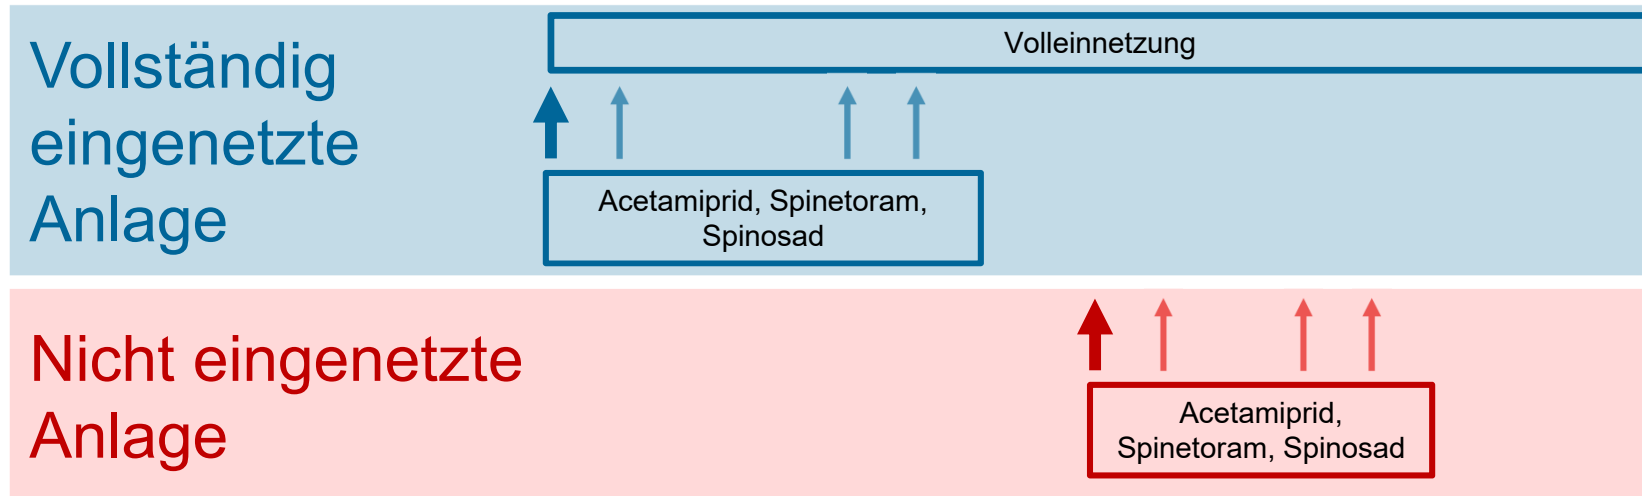 Vollständig
eingenetzte
Anlage
Volleinnetzung
Acetamiprid, Spinetoram,
Spinosad
Nicht eingenetzte
Anlage
Acetamiprid,
Spinetoram, Spinosad